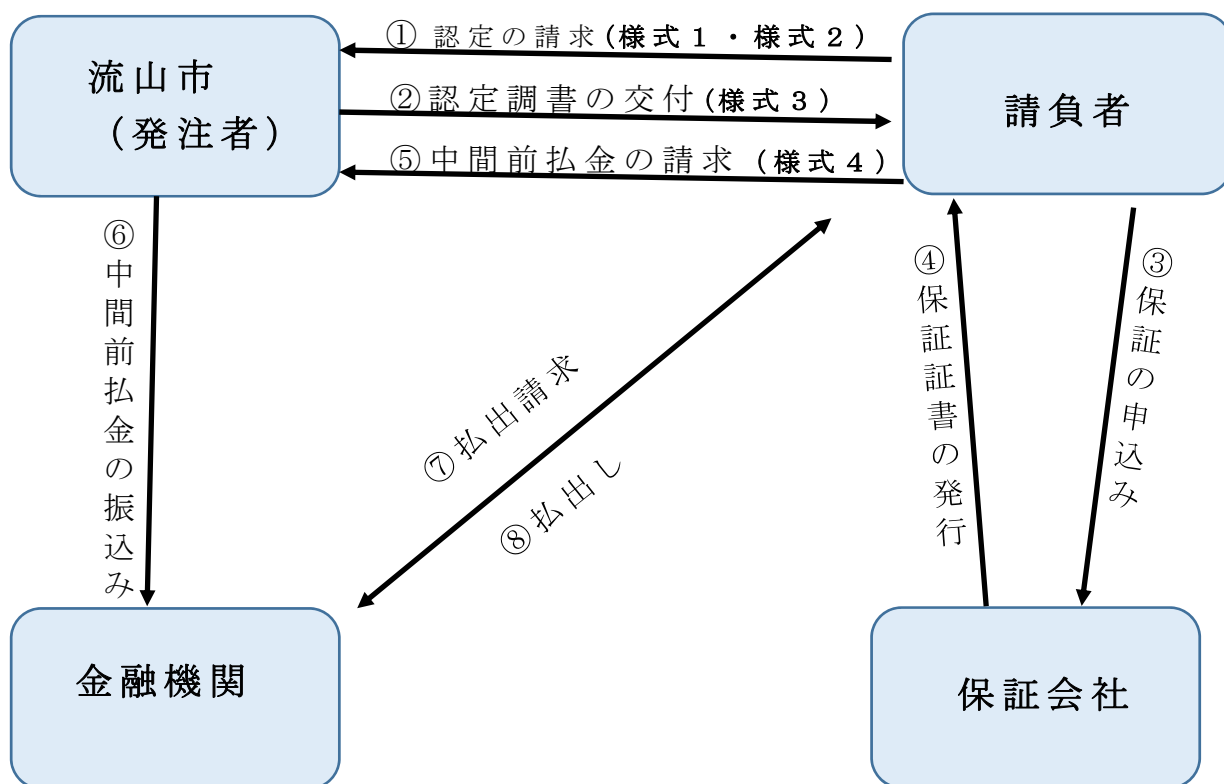 流山市
(発注者)
① 認定の請求(様式1・様式2)
②認定調書の交付(様式3)
⑤中間前払金の請求 (様式4)
請負者
⑥中間前払金の振込み
⑦払出請求
⑧払出し
④保証証書の発行
③保証の申込み
金融機関
保証会社